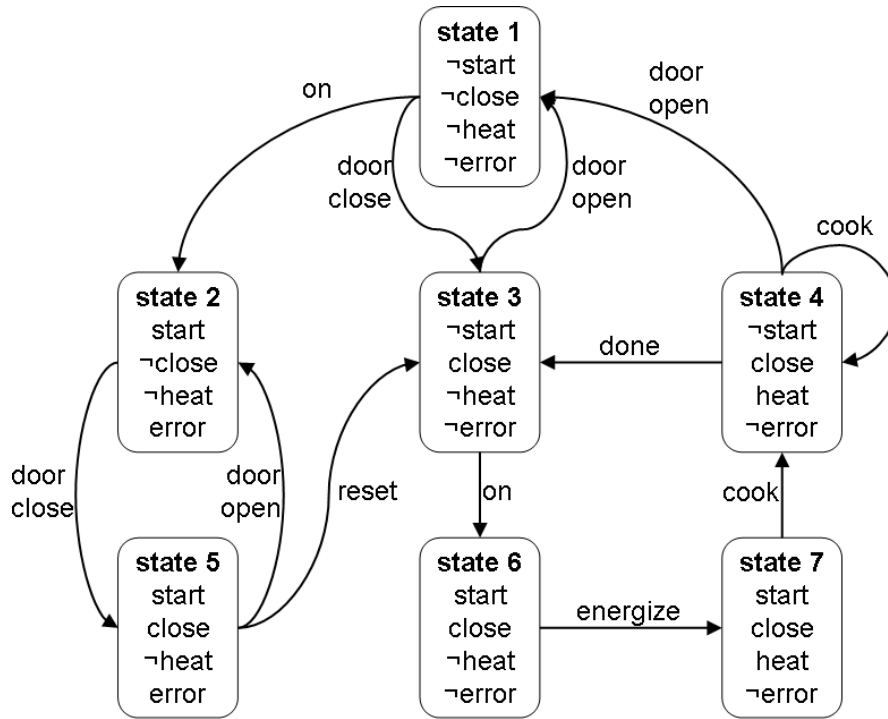 state 1
¬start
¬close
¬heat
¬error
on
door
close
door
open
door
open
cook
state 2
start
¬close
¬heat
error
state 3
¬start
close
¬heat
¬error
done
state 4
¬start
close
heat
¬error
door
close
door
open
reset
on
cook
state 5
start
close
¬heat
error
state 6
start
close
¬heat
¬error
energize
state 7
start
close
heat
¬error